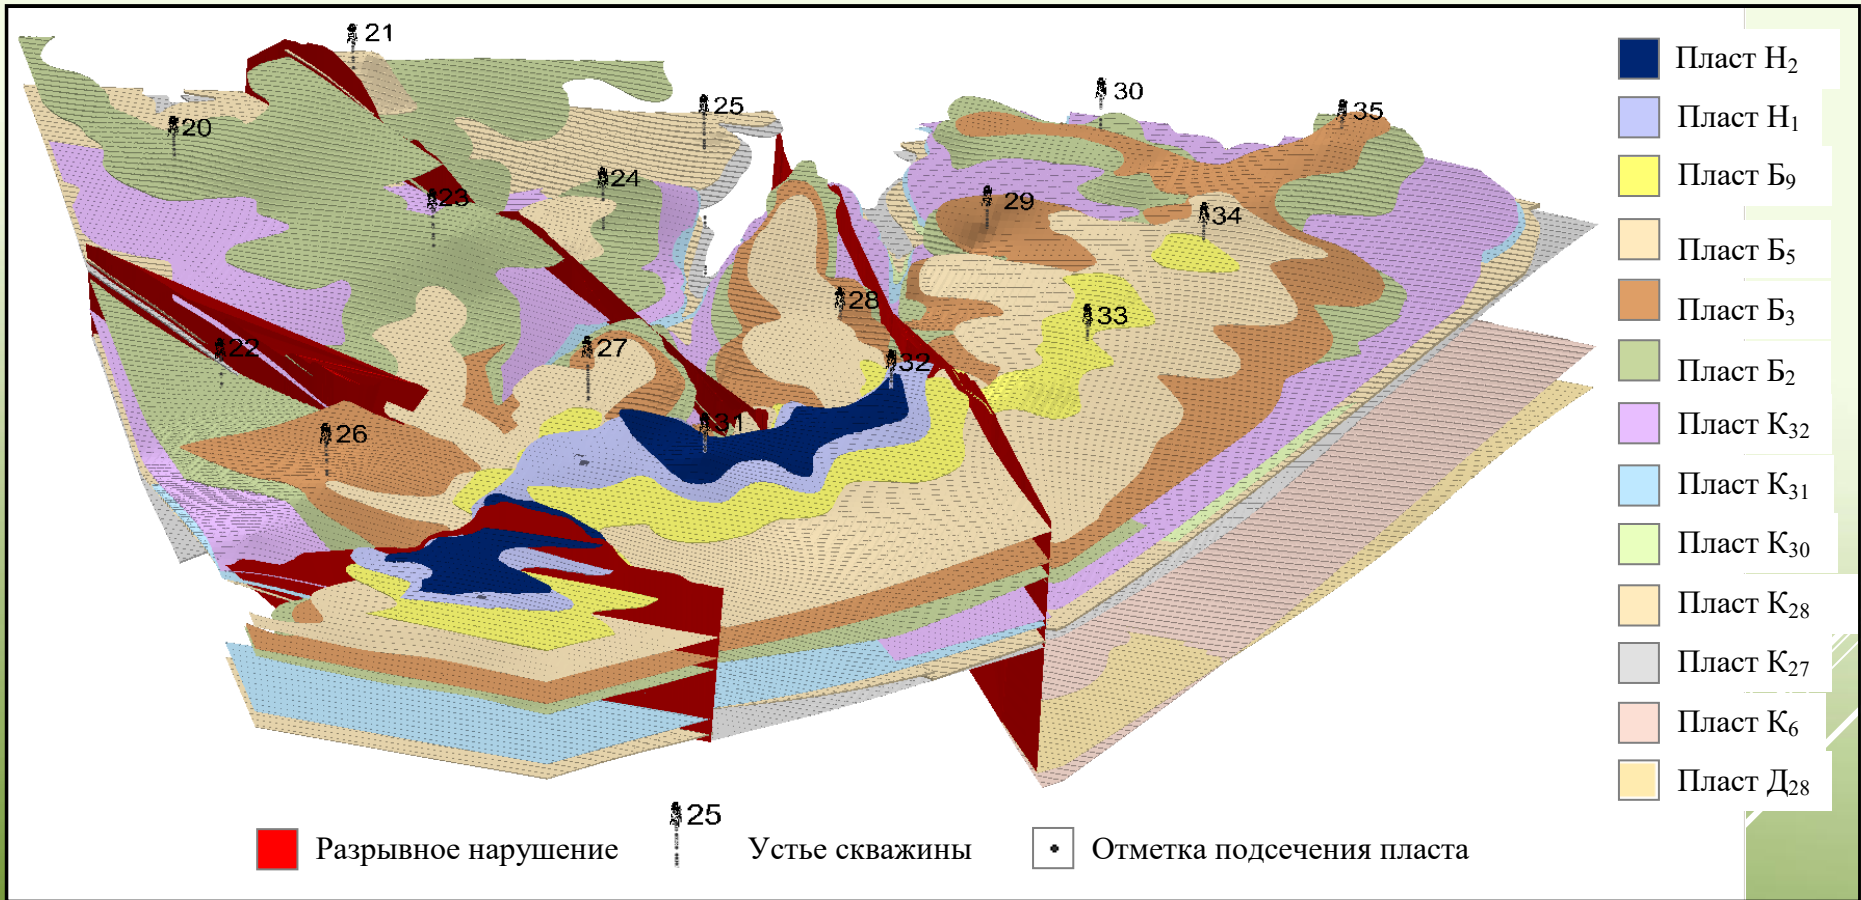 21
30
25
35
20
24
23
29
34
28
33
22
27
32
31
26
Пласт Н₂
Пласт Н₁
Пласт Б₉
Пласт Б₅
Пласт Б₃
Пласт Б₂
Пласт К₃₂
Пласт К₃₁
Пласт К₃₀
Пласт К₂₈
Пласт К₂₇
Пласт К₆
Пласт Д₂₈
25
Разрывное нарушение
Устье скважины
Отметка подсечения пласта